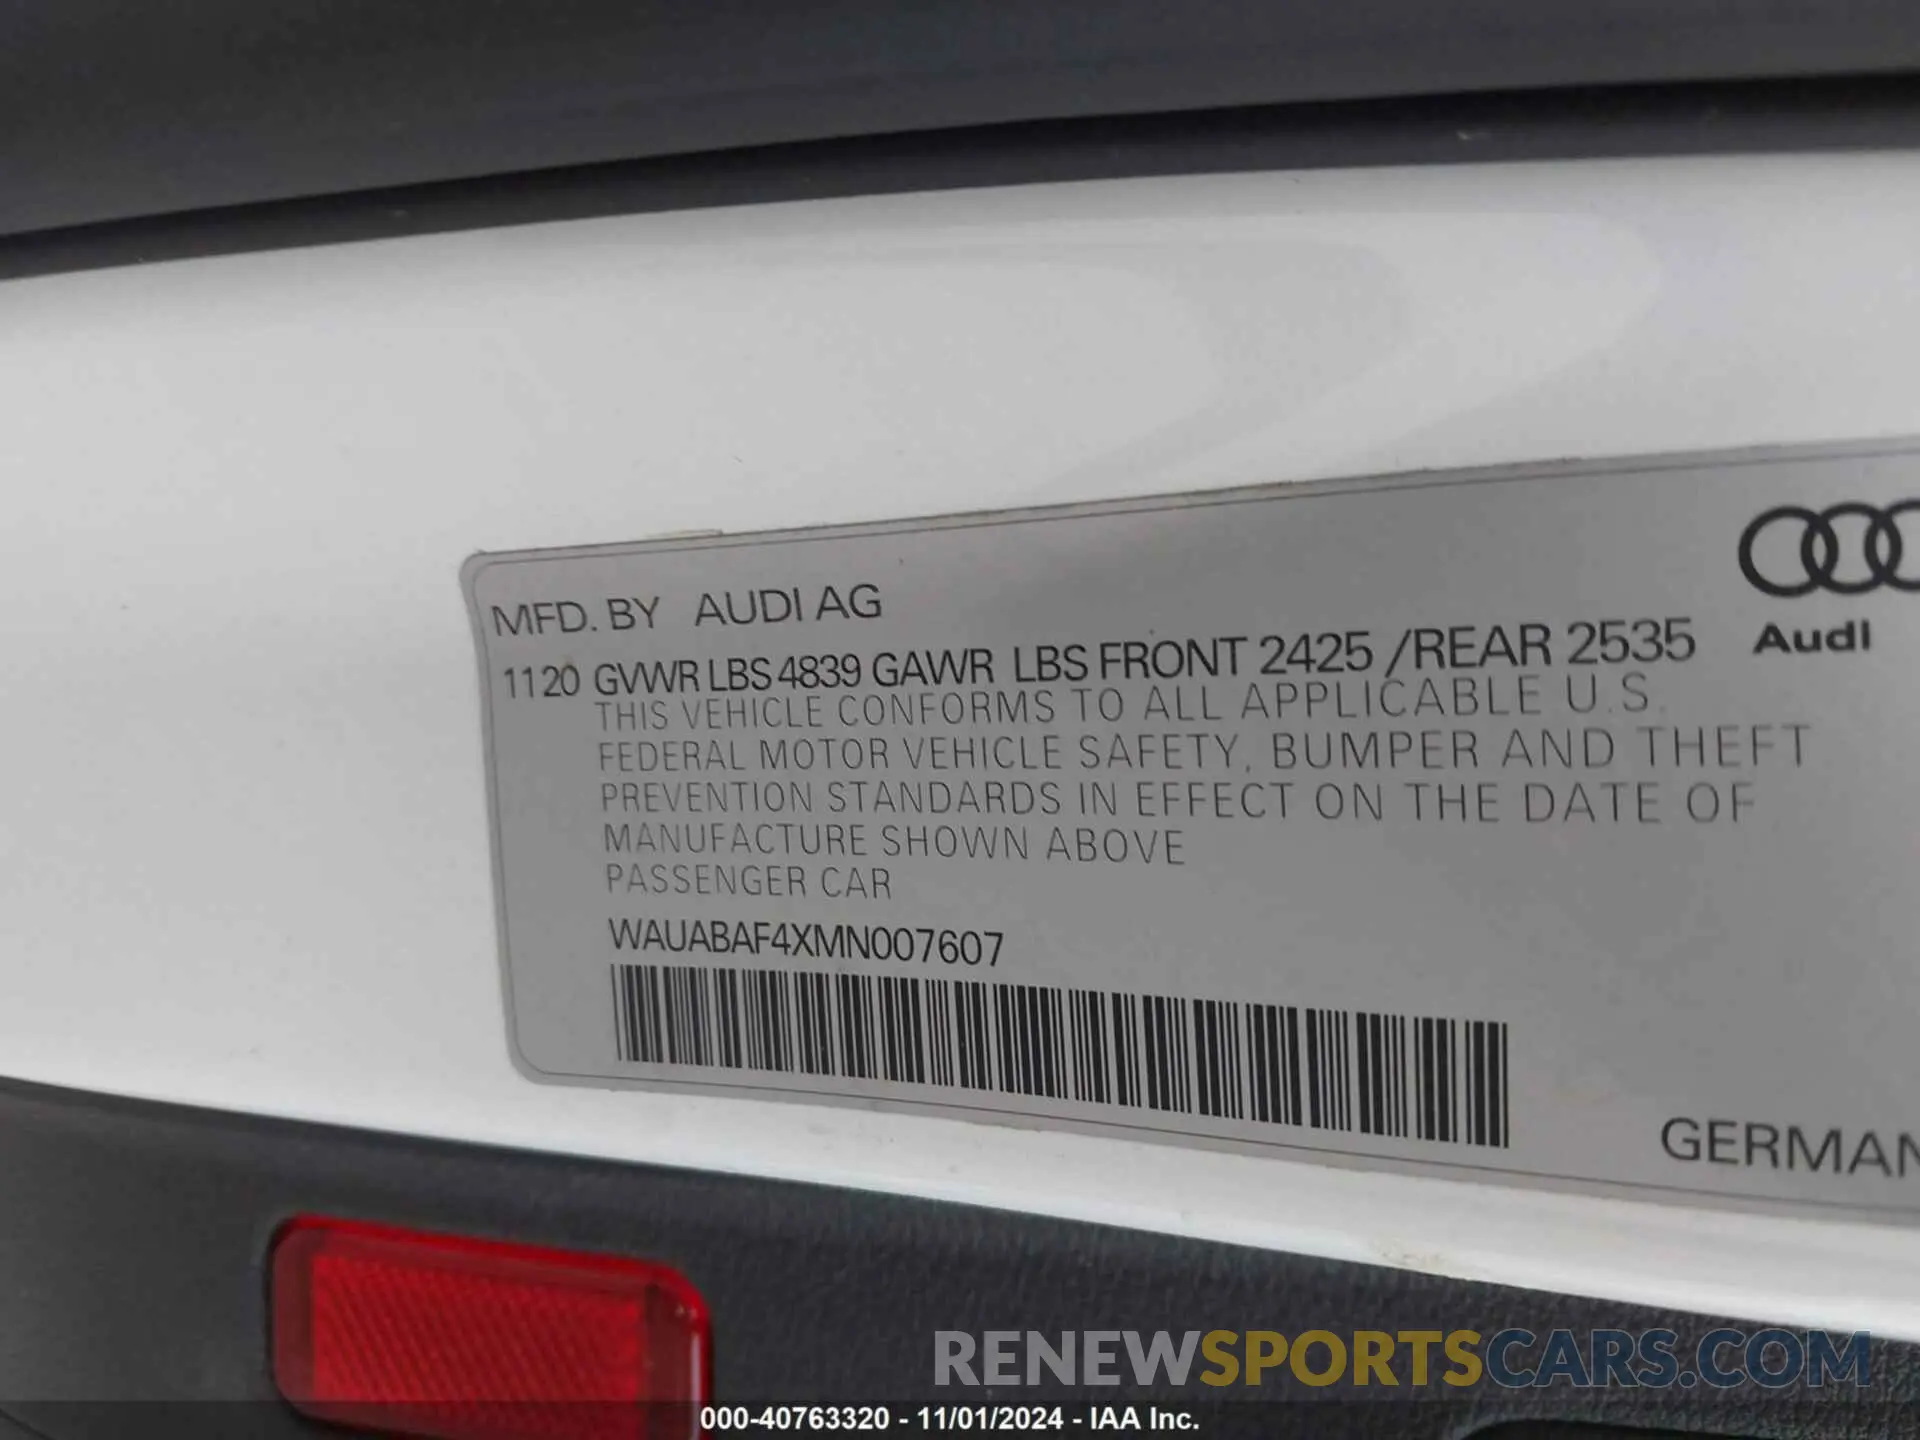 MFD. BY AUDI AG
1120 GVWR LBS 4839 GAWR LBS FRONT 2425 /REAR 2535
Audi
THIS VEHICLE CONFORMS TO ALL APPLICABLE U.S.
FEDERAL MOTOR VEHICLE SAFETY, BUMPER AND THEFT
PREVENTION STANDARDS IN EFFECT ON THE DATE OF
MANUFACTURE SHOWN ABOVE
PASSENGER CAR
WAUABAF4XMN007607
GERMAN
RENEWSPORTSCARS.COM
000-40763320 - 11/01/2024 - IAA Inc.